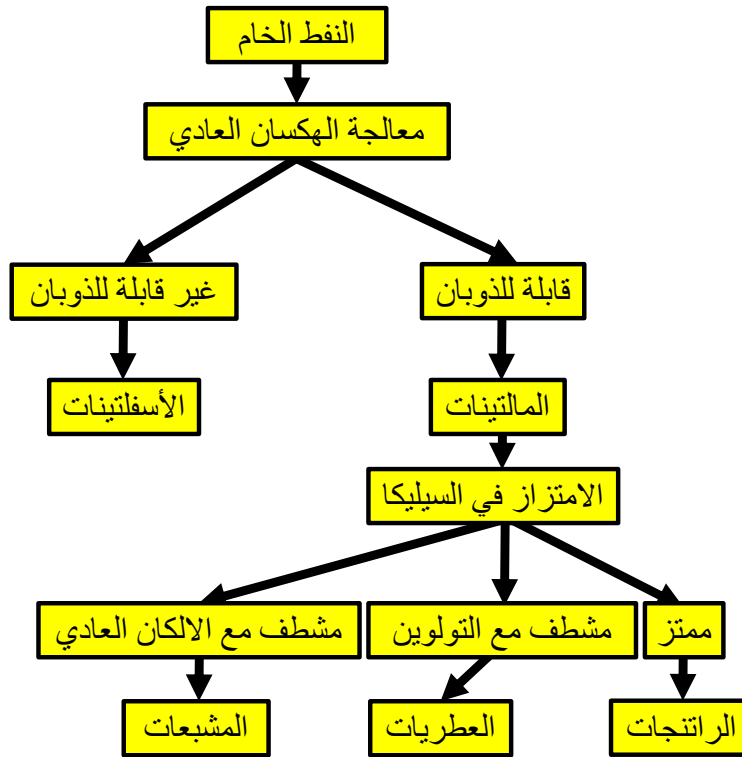 النفط الخام
معالجة الهكسان العادي
قابلة للذوبان
غير قابلة للذوبان
المالتينات
الأسفلتينات
الامتزاز في السيليكا
ممتز
مشطف مع التولوين
مشطف مع الالكان العادي
الراتنجات
العطريات
المشبعات